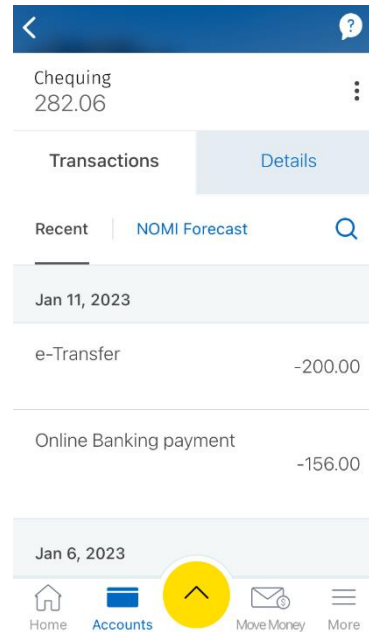 ?
Chequing
282.06
Transactions Details
Recent NOMI Forecast
Jan 11, 2023
e-Transfer
-200.00
Online Banking payment
-156.00
Jan 6, 2023
$
Home Accounts Move Money More